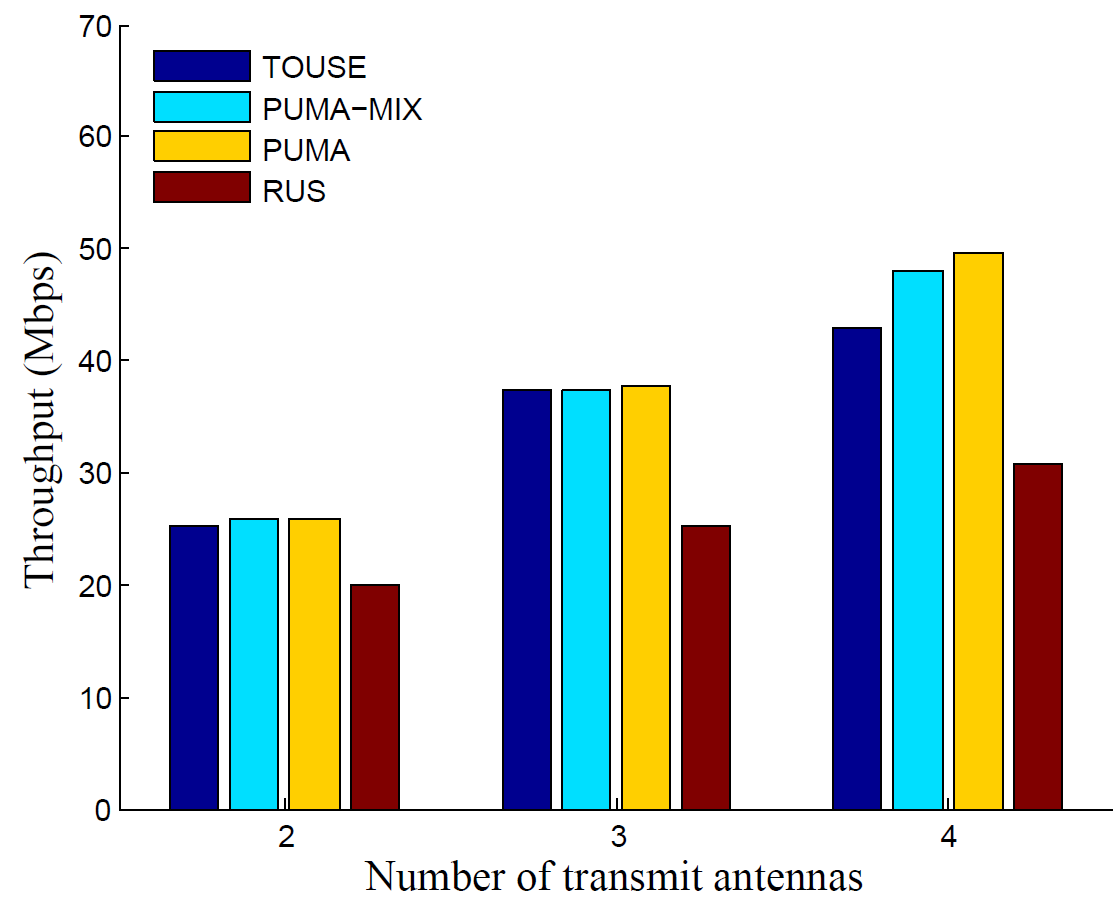 70
60
50
40
30
20
10
0
Throughput (Mbps)
TOUSE
PUMA−MIX
PUMA
RUS
2
3
4
Number of transmit antennas